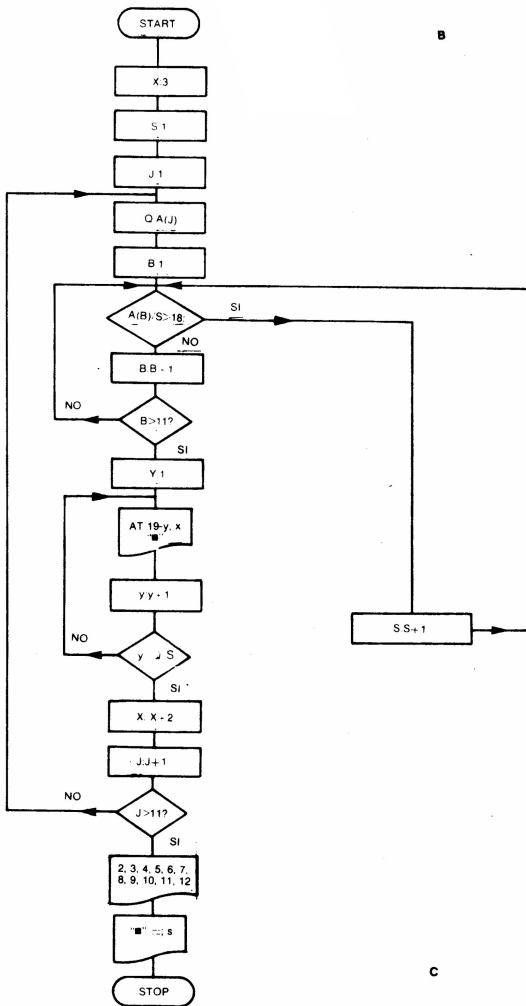 START
B
X:3
S 1
J 1
Q A(J)
B 1
A(B)/S>18
SI
NO
B:B-1
NO
B>11?
SI
Y 1
AT 19-y, x
"■"
y y - 1
S.S+1
NO
y S
SI
X. X-2
J:J+1
NO
J>11?
SI
2, 3, 4, 5, 6, 7,
8, 9, 10, 11, 12
"■" =; s
C
STOP